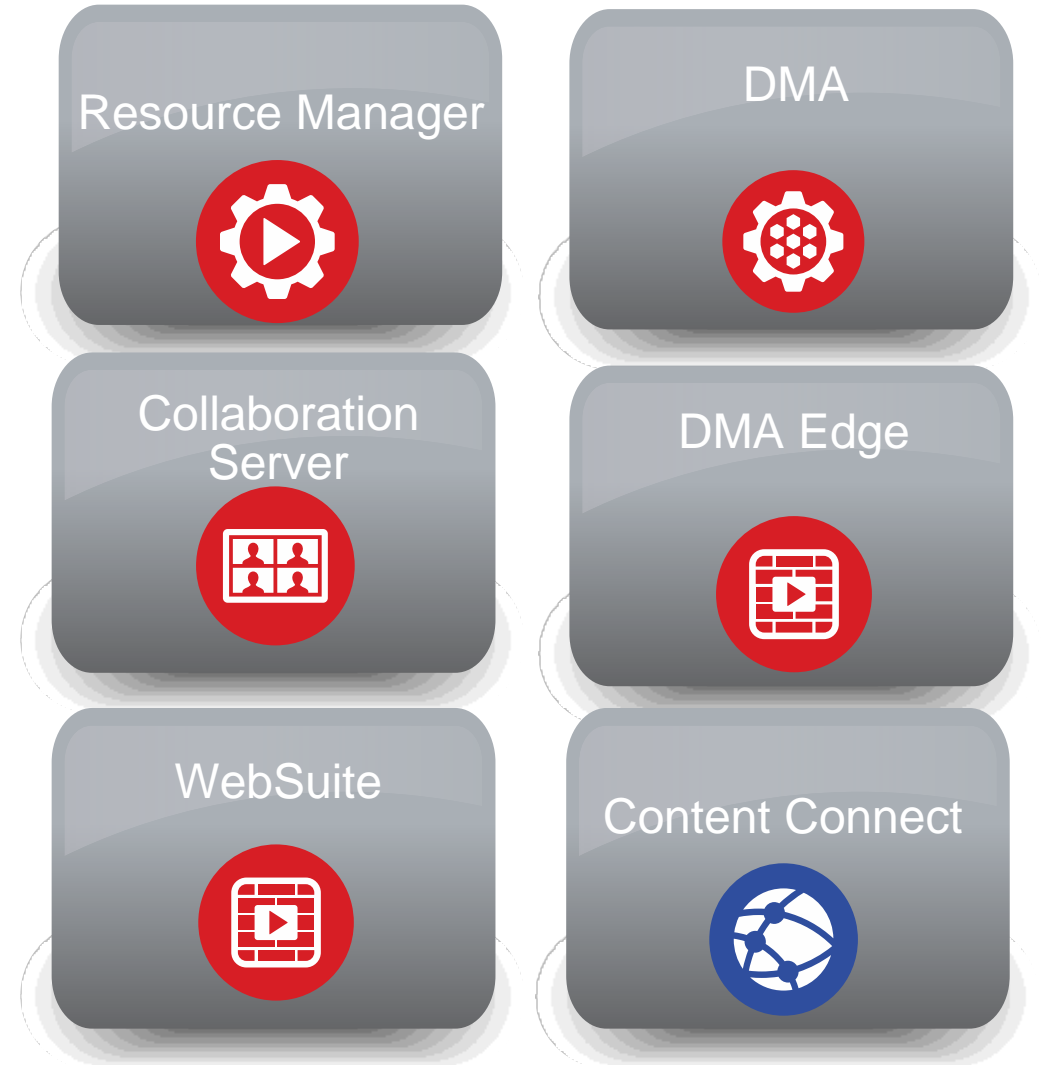 Resource Manager
DMA
Collaboration
Server
DMA Edge
WebSuite
Content Connect